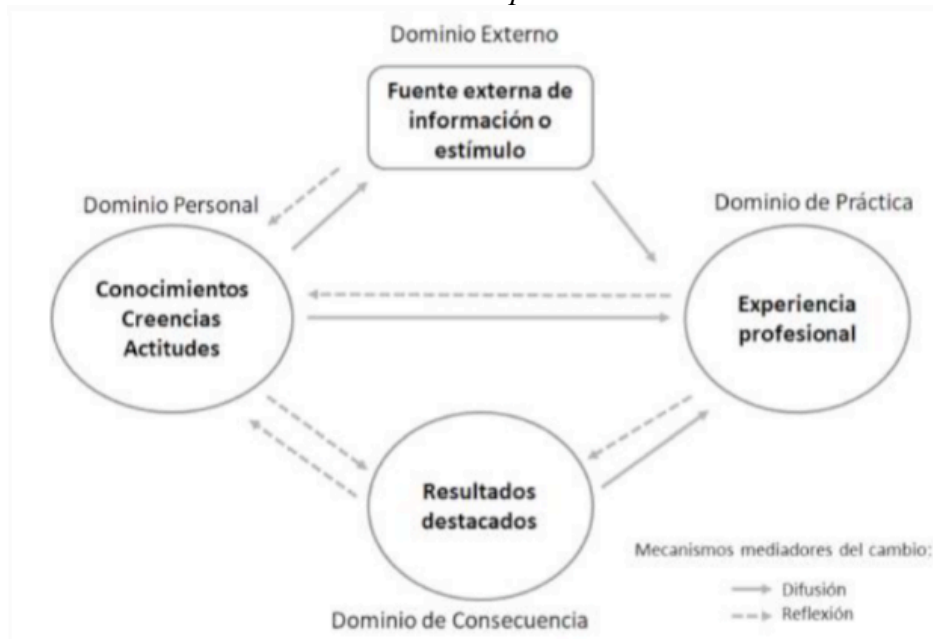 Dominio Externo
Fuente externa de
información o
estímulo
Dominio Personal
Dominio de Práctica
Conocimientos
Creencias
Actitudes
Experiencia
profesional
Resultados
destacados
Mecanismos mediadores del cambio:
Difusión
Reflexión
Dominio de Consecuencia